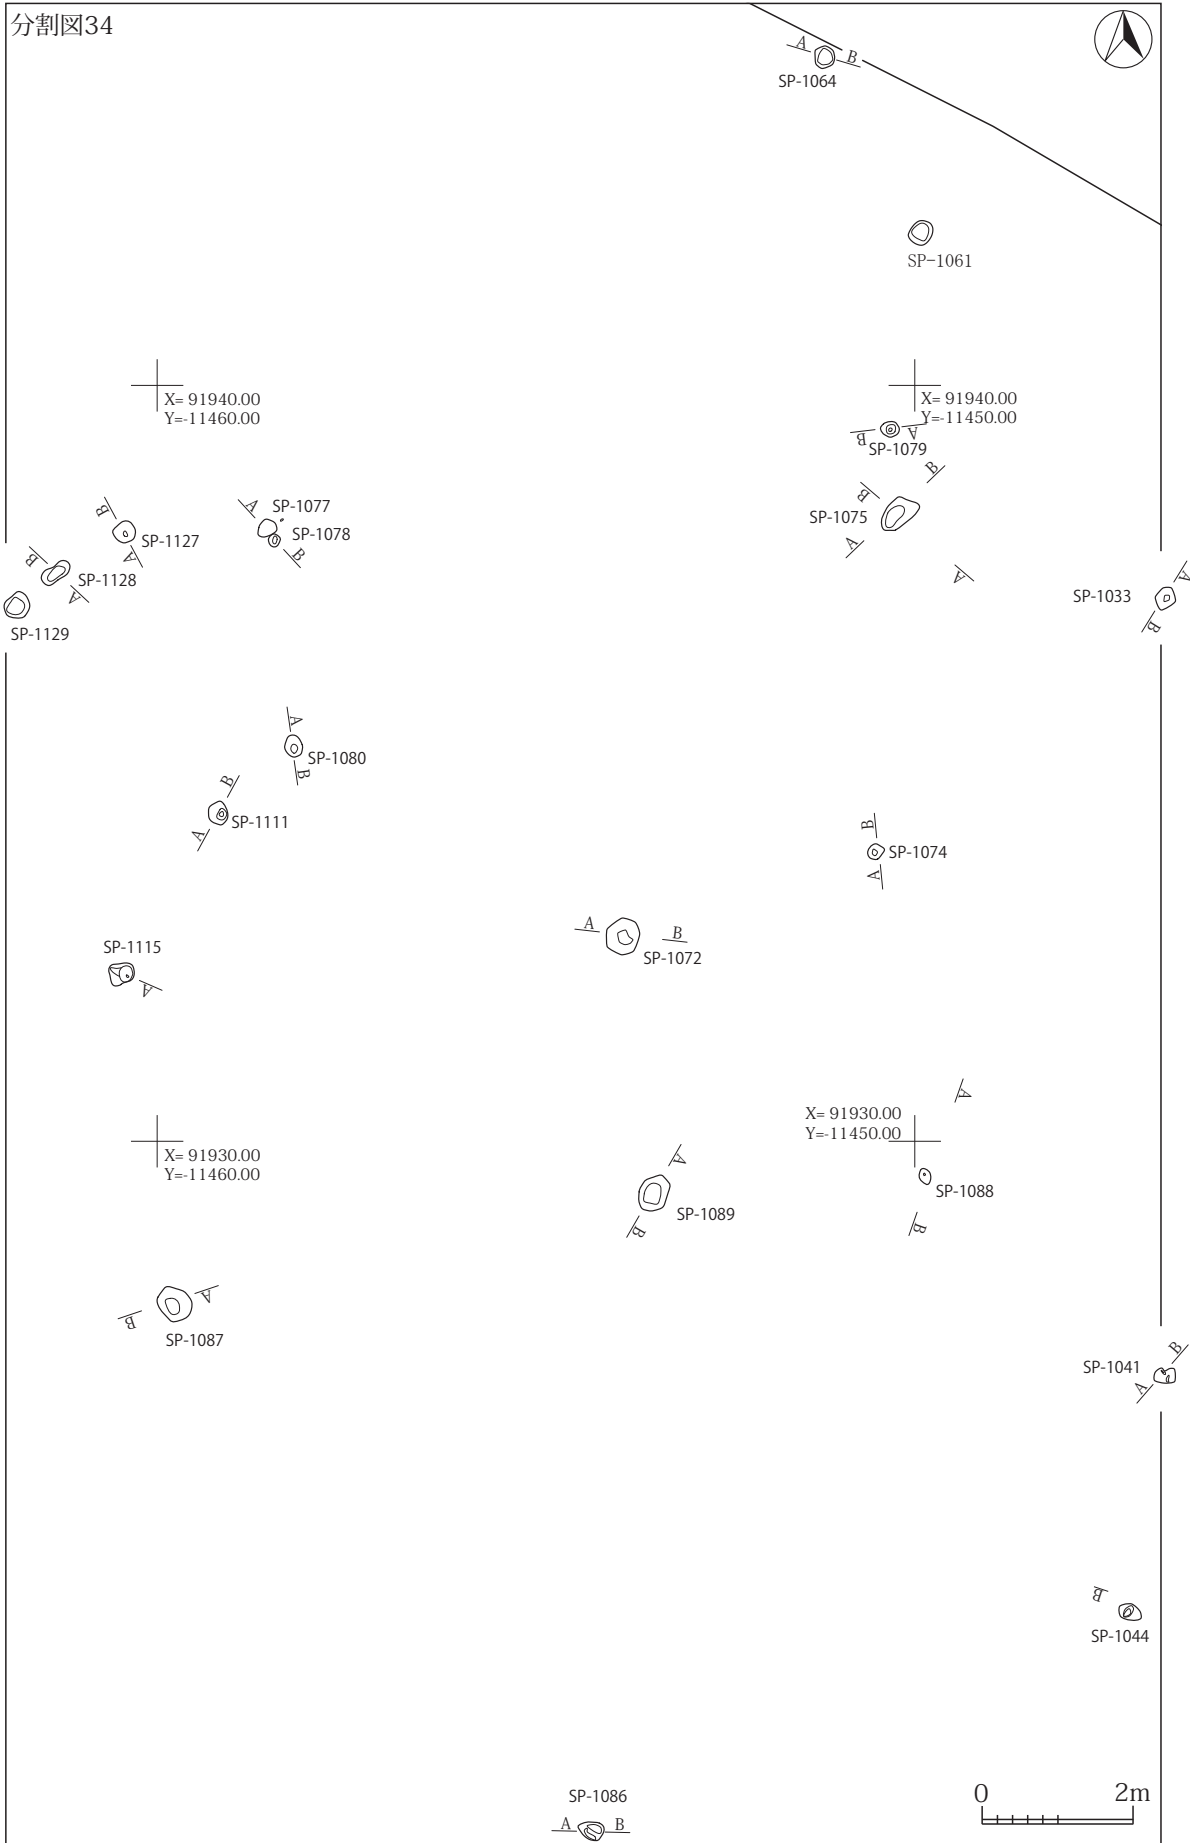 分割図34
A
B
SP-1064
SP-1061
X= 91940.00
Y=-11460.00
X= 91940.00
Y=-11450.00
B
A
SP-1079
B
B
SP-1075
A
A
B
SP-1127
A
A
SP-1077
SP-1078
B
B
SP-1128
A
SP-1129
A
SP-1033
B
A
SP-1080
B
B
SP-1111
A
B
SP-1074
A
A
B
SP-1072
SP-1115
A
A
X= 91930.00
Y=-11450.00
X= 91930.00
Y=-11460.00
A
SP-1089
B
SP-1088
B
A
B
SP-1087
B
SP-1041
A
B
SP-1044
SP-1086
A
B
0
2m